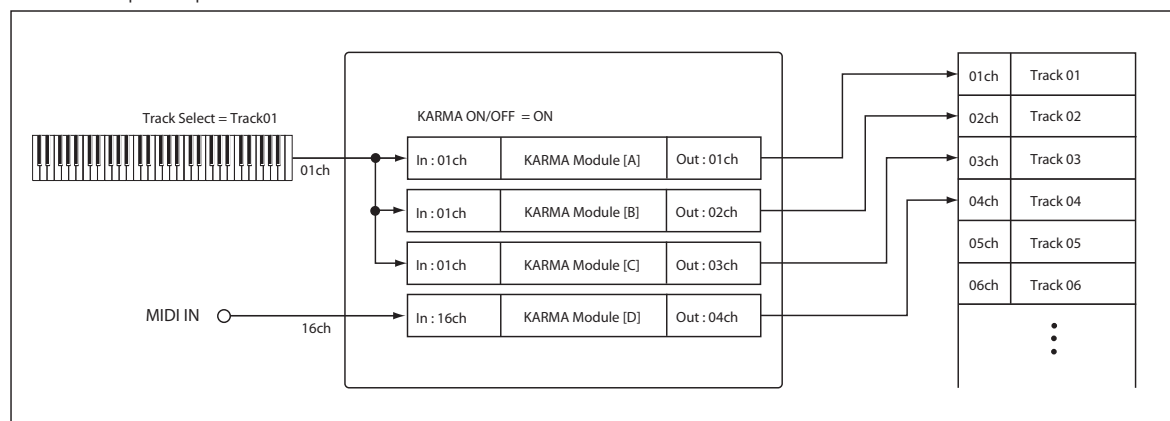 Track Select = Track01
01ch
MIDI IN
16ch
KARMA ON/OFF = ON
In : 01ch KARMA Module [A] Out : 01ch
In : 01ch KARMA Module [B] Out : 02ch
In : 01ch KARMA Module [C] Out : 03ch
In : 16ch KARMA Module [D] Out : 04ch
01ch Track 01
02ch Track 02
03ch Track 03
04ch Track 04
05ch Track 05
06ch Track 06